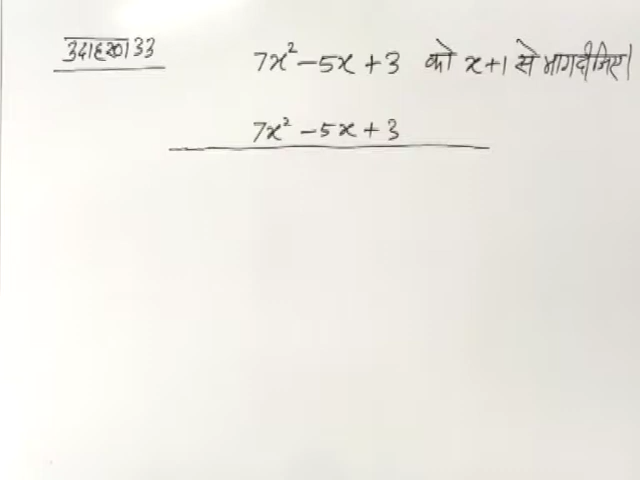 उदाहरण 33 7x² - 5x + 3 को x + 1 से भाग दीजिए।
7x² - 5x + 3